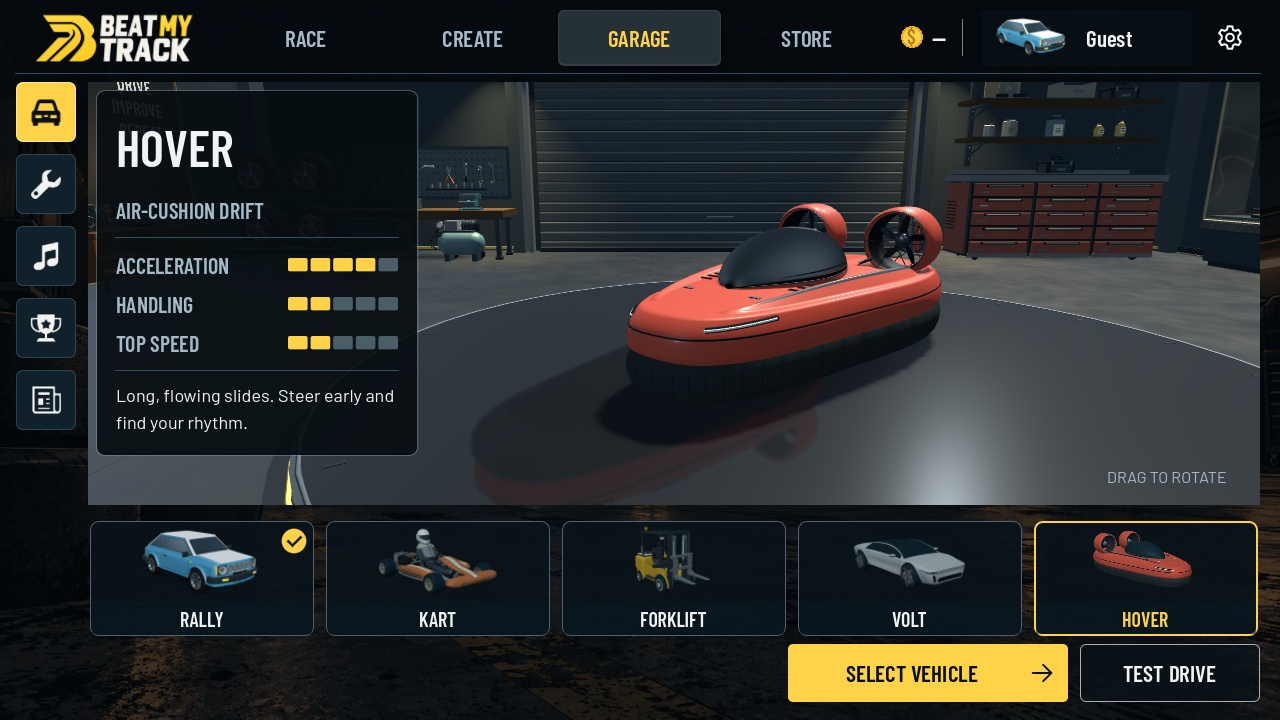 BEAT MY
TRACK
RACE
CREATE
GARAGE
STORE
–
Guest
DRIVE
IMPROVE
HOVER
AIR-CUSHION DRIFT
ACCELERATION
HANDLING
TOP SPEED
Long, flowing slides. Steer early and
find your rhythm.
DRAG TO ROTATE
RALLY
KART
FORKLIFT
VOLT
HOVER
SELECT VEHICLE
TEST DRIVE